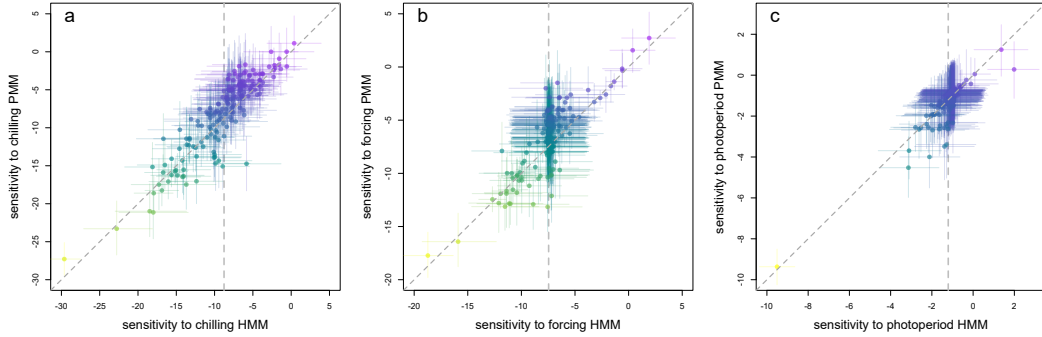 a
sensitivity to chilling PMM
5
0
-5
-10
-15
-20
-25
-30
-30 -25 -20 -15 -10 -5 0 5
sensitivity to chilling HMM
b
sensitivity to forcing PMM
5
0
-5
-10
-15
-20
-20 -15 -10 -5 0 5
sensitivity to forcing HMM
c
sensitivity to photoperiod PMM
2
0
-2
-4
-6
-8
-10
-10 -8 -6 -4 -2 0 2
sensitivity to photoperiod HMM